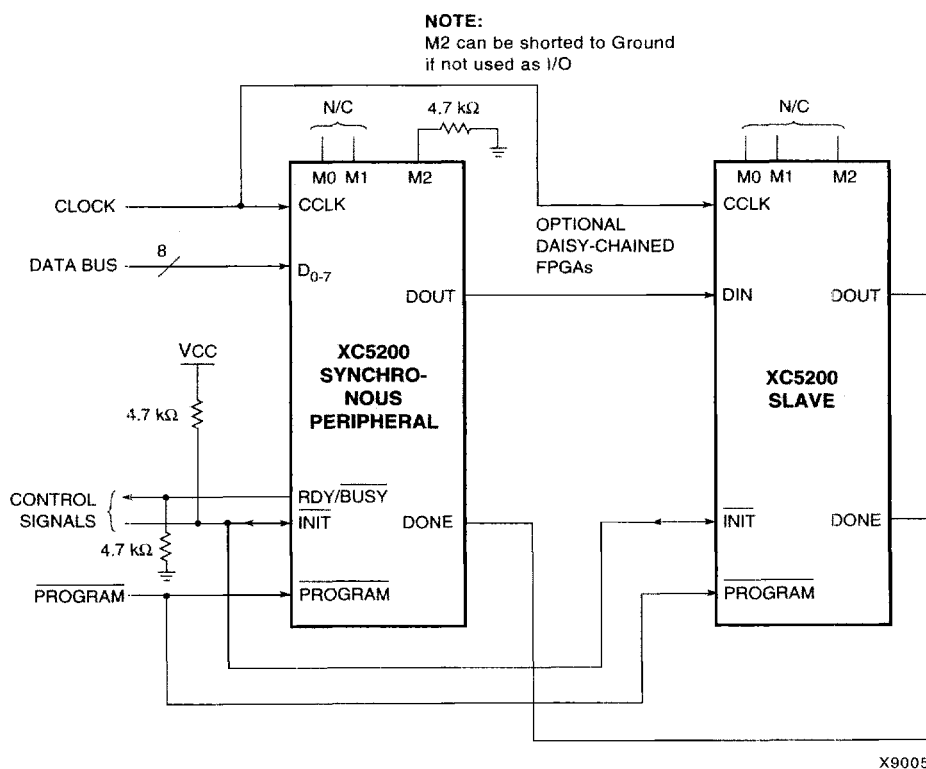 NOTE:
M2 can be shorted to Ground
if not used as I/O
N/C
4.7 kΩ
N/C
M0 M1 M2
M0 M1 M2
CLOCK
CCLK
CCLK
OPTIONAL
DAISY-CHAINED
FPGAs
8
DATA BUS
D0-7
DOUT
DIN
DOUT
VCC
XC5200
SYNCHRO-
NOUS
PERIPHERAL
XC5200
SLAVE
4.7 kΩ
CONTROL
SIGNALS
RDY/BUSY
INIT
DONE
INIT
DONE
4.7 kΩ
PROGRAM
PROGRAM
PROGRAM
X9005